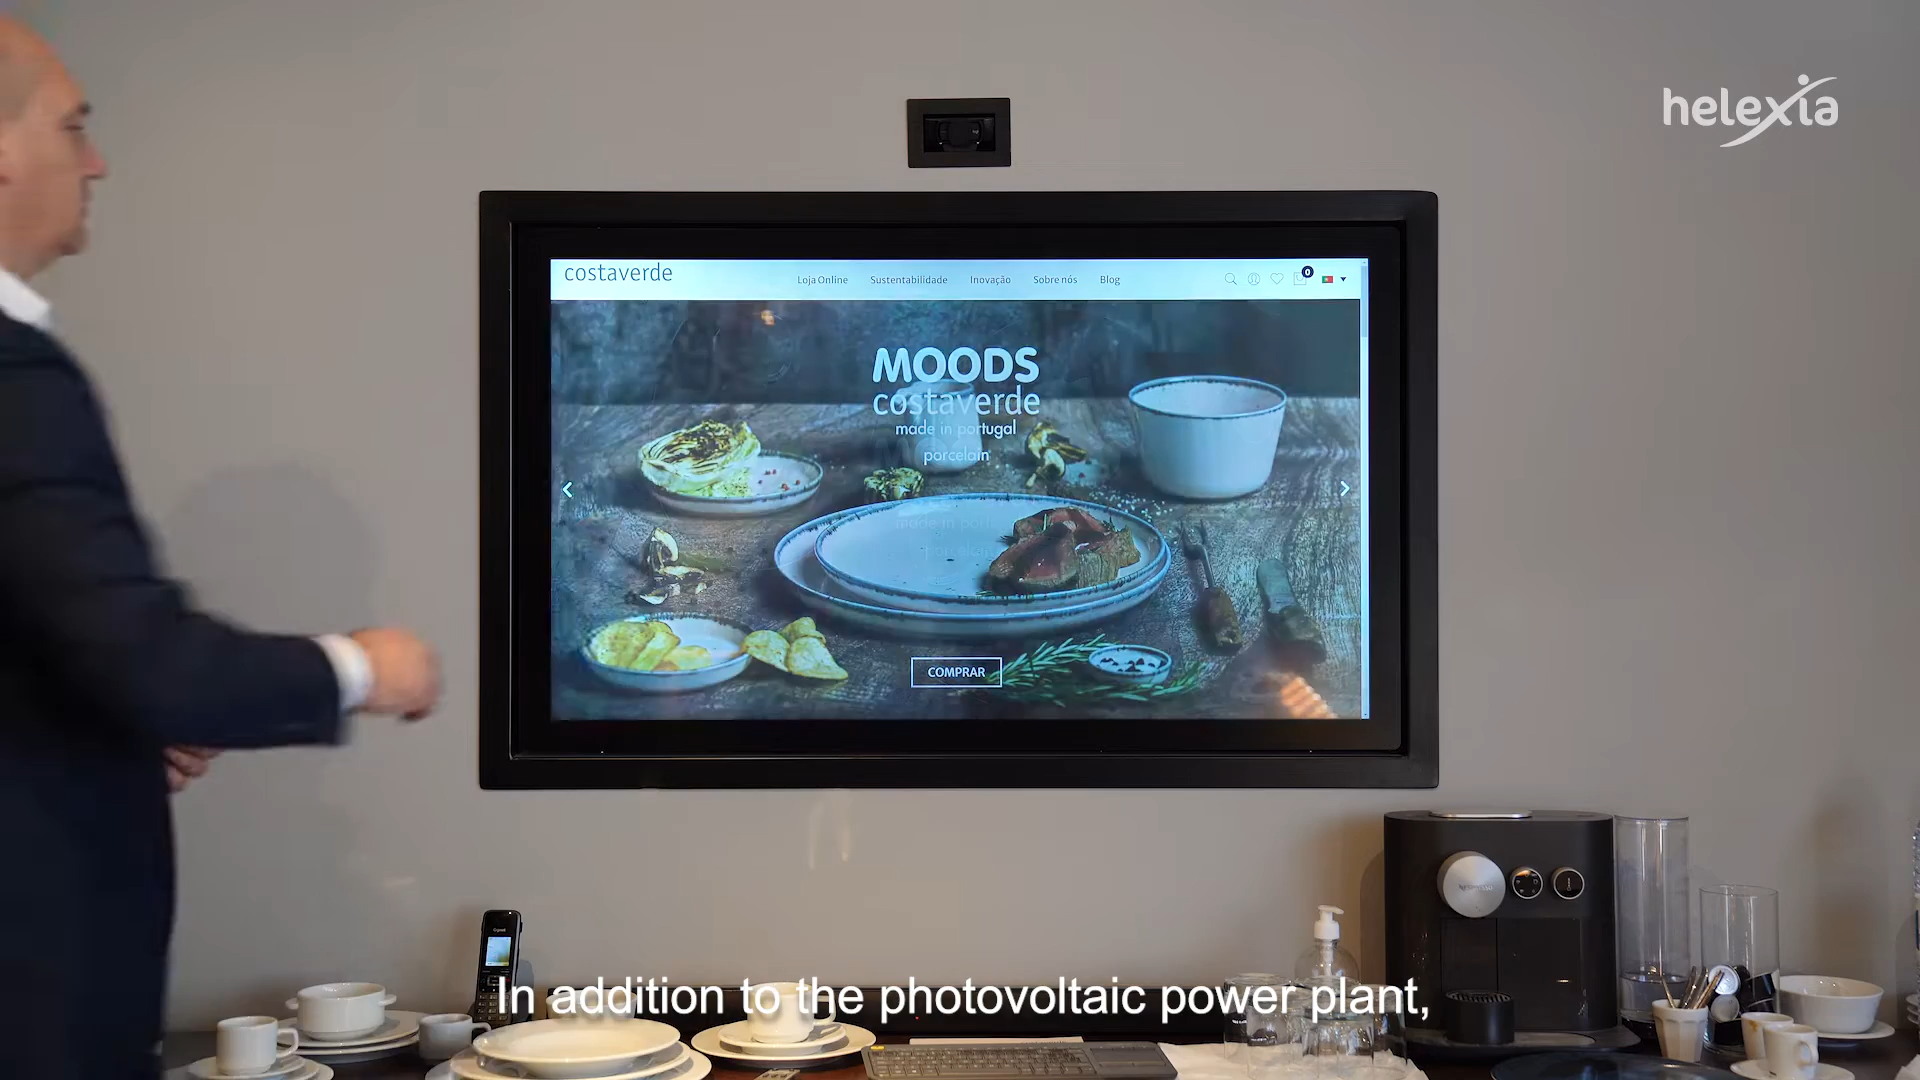 helexia
costaverde
Loja Online Sustentabilidade Inovação Sobre nós Blog
0
MOODS
costaverde
made in portugal
porcelain
COMPRAR
In addition to the photovoltaic power plant,